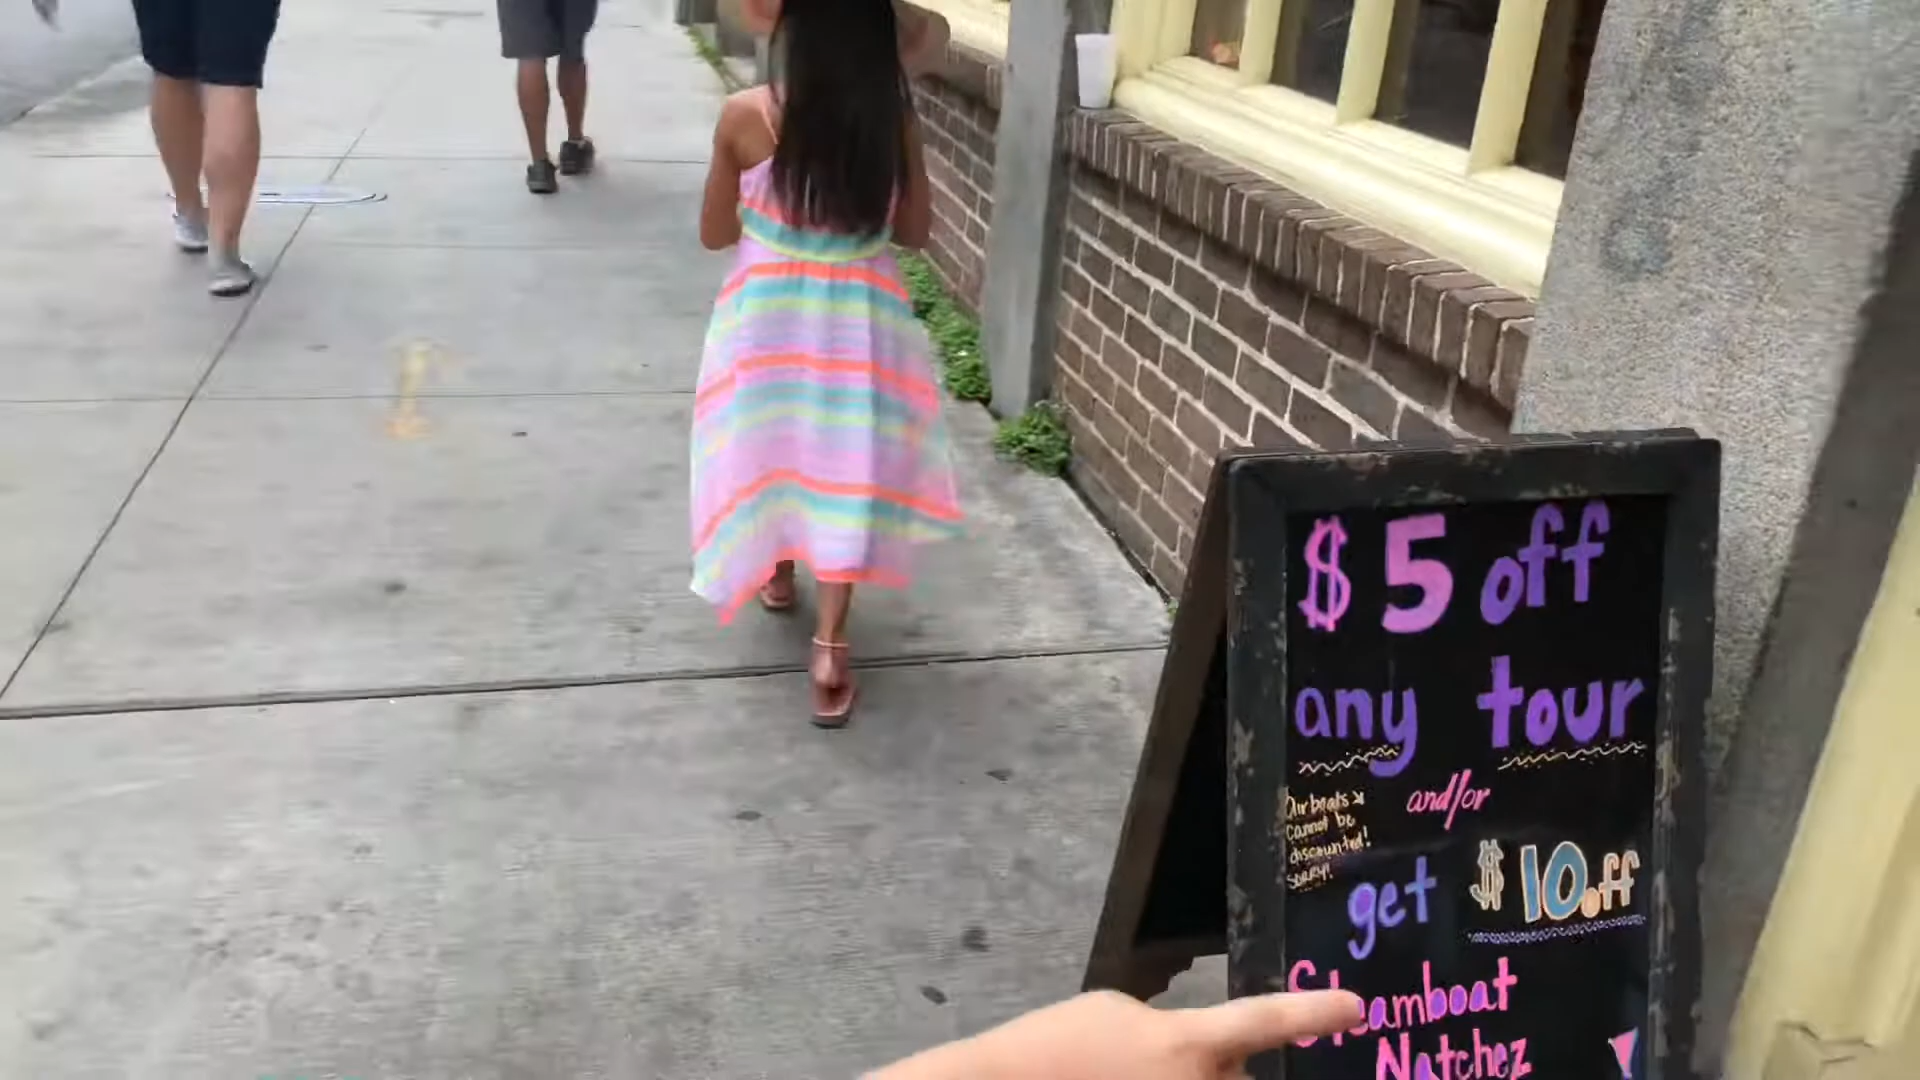 $5 off
any tour
Our boats
cannot be
discounted!
sorry!
and/or
get $10 off
Steamboat
Natchez